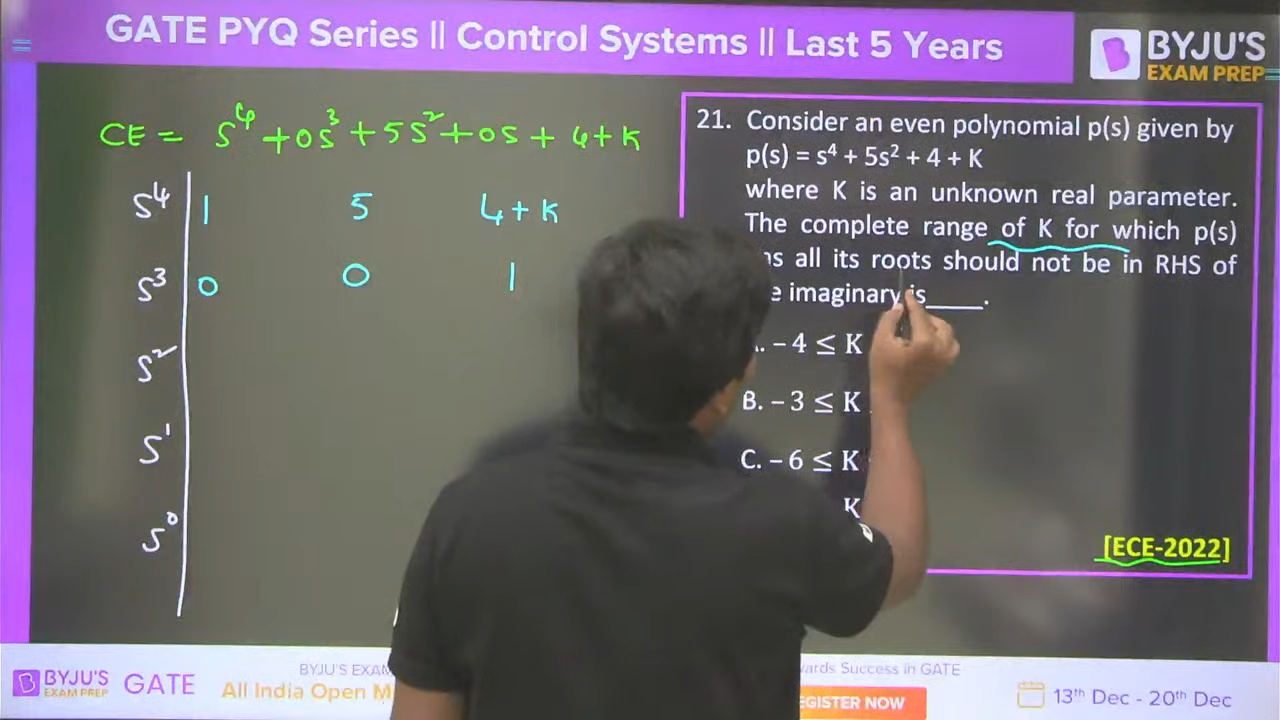 GATE PYQ Series || Control Systems || Last 5 Years
BYJU'S
EXAM PREP
CE = S⁴ + 0S³ + 5S² + 0S + 4 + K
S⁴ 1 5 4 + K
S³ 0 0 1
S²
S¹
S⁰
21. Consider an even polynomial p(s) given by
p(s) = s⁴ + 5s² + 4 + K
where K is an unknown real parameter.
The complete range of K for which p(s)
all its roots should not be in RHS of
imaginary is____.
– 4 ≤ K
B. – 3 ≤ K
C. – 6 ≤ K
K
[ECE-2022]
BYJU'S
EXAM PREP
GATE
BYJU'S
All India Open
Success in GATE
NOW
13th Dec - 20th Dec